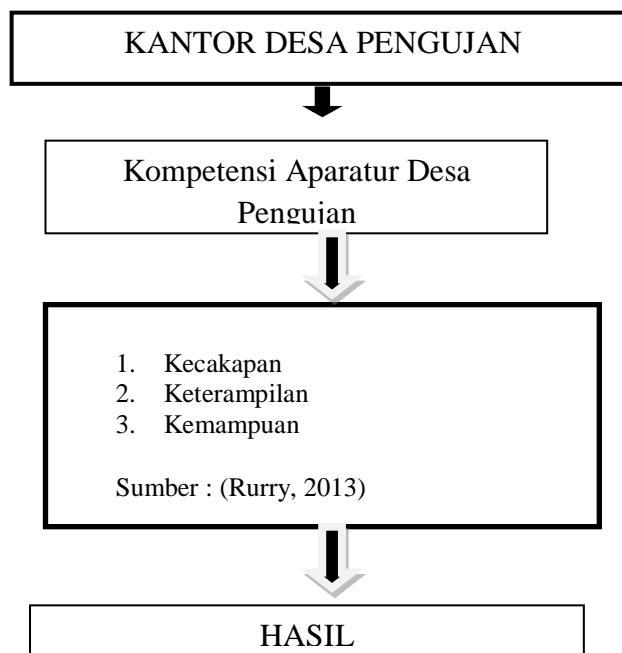 KANTOR DESA PENGUJAN
Kompetensi Aparatur Desa
Pengujan
1. Kecakapan
2. Keterampilan
3. Kemampuan
Sumber : (Rurry, 2013)
HASIL